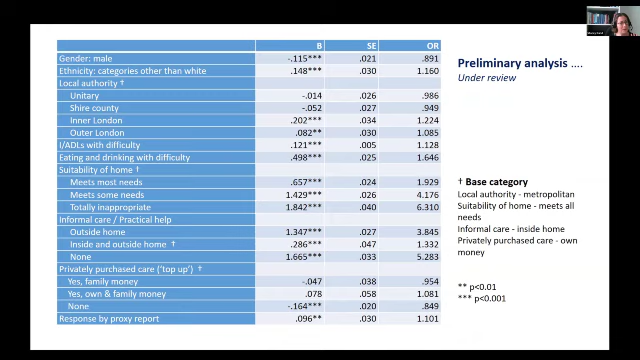 B SE OR
Gender: male -.115*** .021 .891
Ethnicity: categories other than white .148*** .030 1.160
Local authority †
Unitary -.014 .026 .986
Shire county -.052 .027 .949
Inner London .202*** .034 1.224
Outer London .082** .030 1.085
I/ADLs with difficulty .121*** .005 1.128
Eating and drinking with difficulty .498*** .025 1.646
Suitability of home †
Meets most needs .657*** .024 1.929
Meets some needs 1.429*** .026 4.176
Totally inappropriate 1.842*** .040 6.310
Informal care / Practical help
Outside home 1.347*** .027 3.845
Inside and outside home † .286*** .047 1.332
None 1.665*** .033 5.283
Privately purchased care ('top up') †
Yes, family money -.047 .038 .954
Yes, own & family money .078 .058 1.081
None -.164*** .020 .849
Response by proxy report .096** .030 1.101
Preliminary analysis ....
Under review
† Base category
Local authority - metropolitan
Suitability of home - meets all
needs
Informal care - inside home
Privately purchased care - own
money
** p<0.01
*** p<0.001